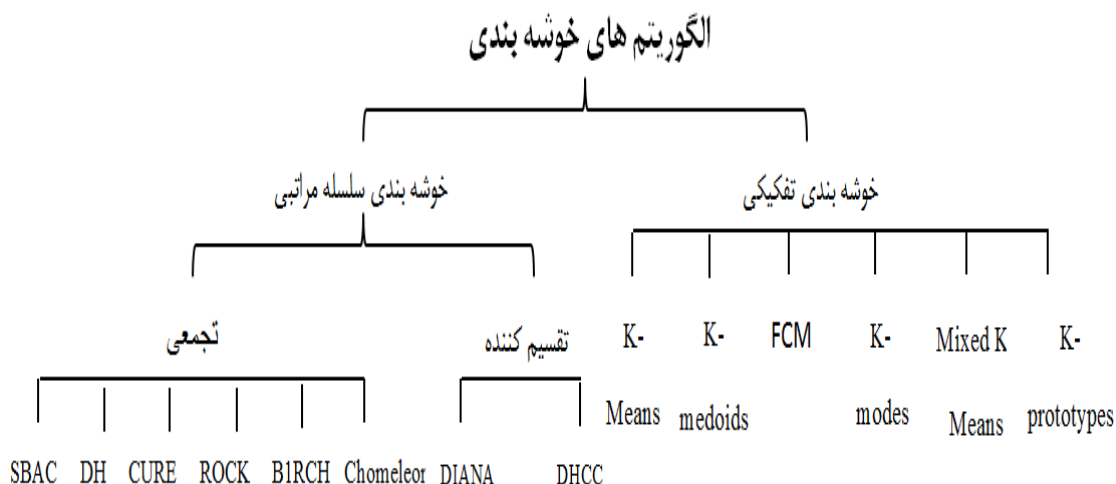 الگوریتم های خوشه بندی
خوشه بندی تفکیکی
خوشه بندی سلسله مراتبی
K-
Means
K-
medoids
FCM
K-
modes
Mixed K
Means
K-
prototypes
تقسیم کننده
تجمعی
SBAC
DH
CURE
ROCK
B1RCH
Chomeleor
DIANA
DHCC